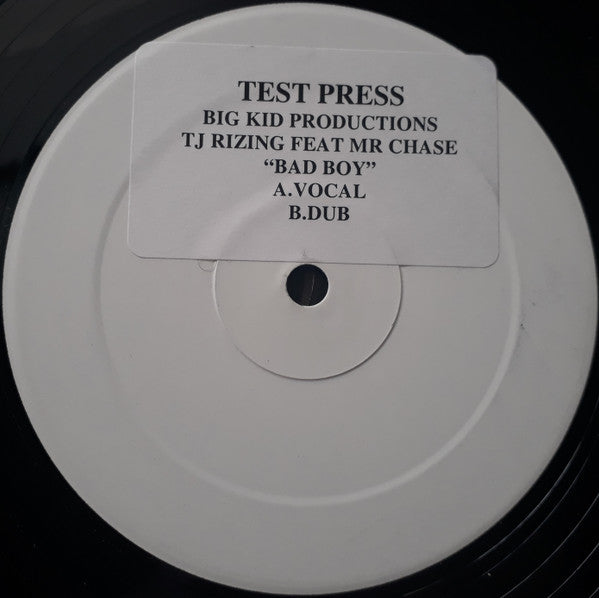 TEST PRESS
BIG KID PRODUCTIONS
TJ RIZING FEAT MR CHASE
“BAD BOY”
A.VOCAL
B.DUB